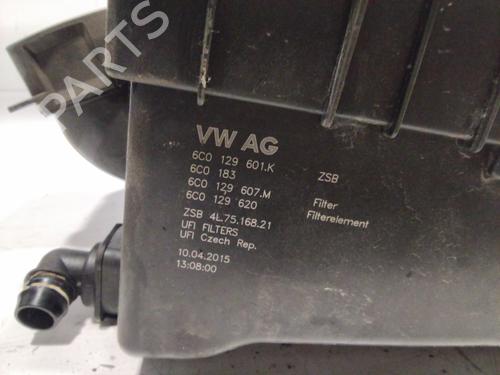 PARTS
VW AG
6C0 129 601.K ZSB
6C0 183
6C0 129 607.M Filter
6C0 129 620 Filterelement
ZSB 4L.75.168.21
UFI FILTERS
UFI Czech Rep.
10.04.2015
13:08:00